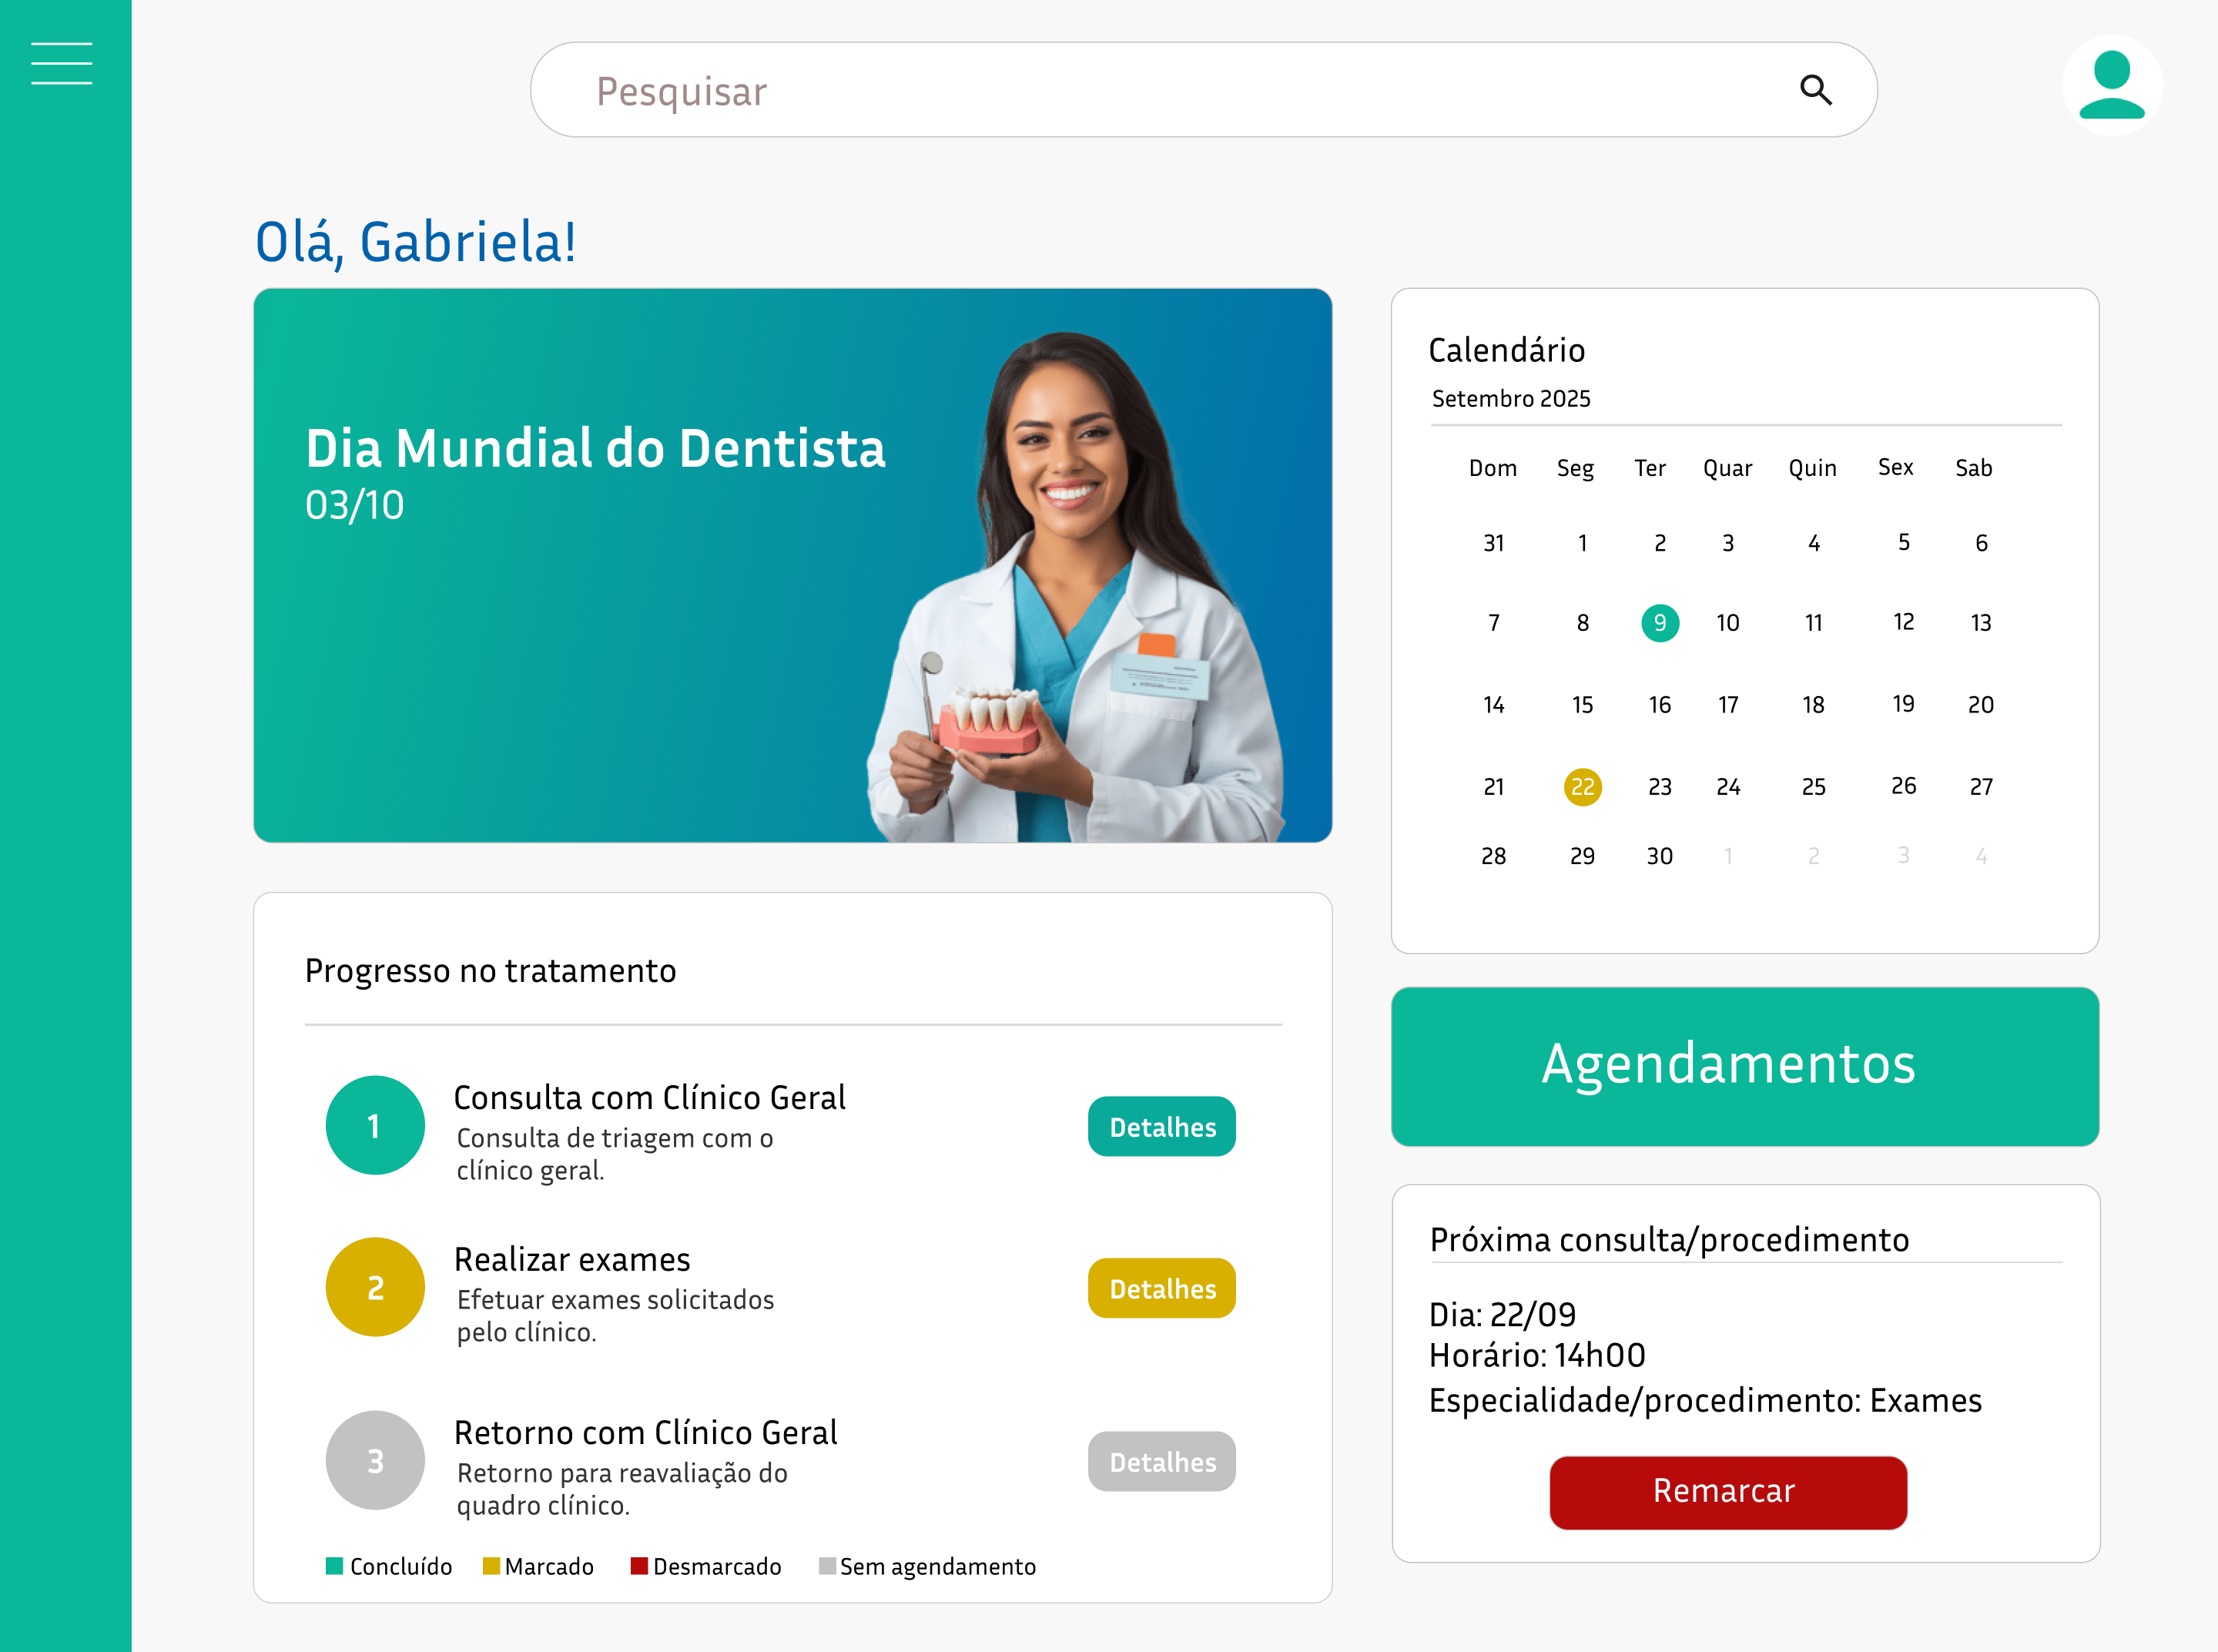 Pesquisar
Olá, Gabriela!
Dia Mundial do Dentista
03/10
Calendário
Setembro 2025
Dom Seg Ter Quar Quin Sex Sab
31 1 2 3 4 5 6
7 8 9 10 11 12 13
14 15 16 17 18 19 20
21 22 23 24 25 26 27
28 29 30 1 2 3 4
Progresso no tratamento
1
Consulta com Clínico Geral
Consulta de triagem com o
clínico geral.
Detalhes
2
Realizar exames
Efetuar exames solicitados
pelo clínico.
Detalhes
3
Retorno com Clínico Geral
Retorno para reavaliação do
quadro clínico.
Detalhes
Concluído Marcado Desmarcado Sem agendamento
Agendamentos
Próxima consulta/procedimento
Dia: 22/09
Horário: 14h00
Especialidade/procedimento: Exames
Remarcar